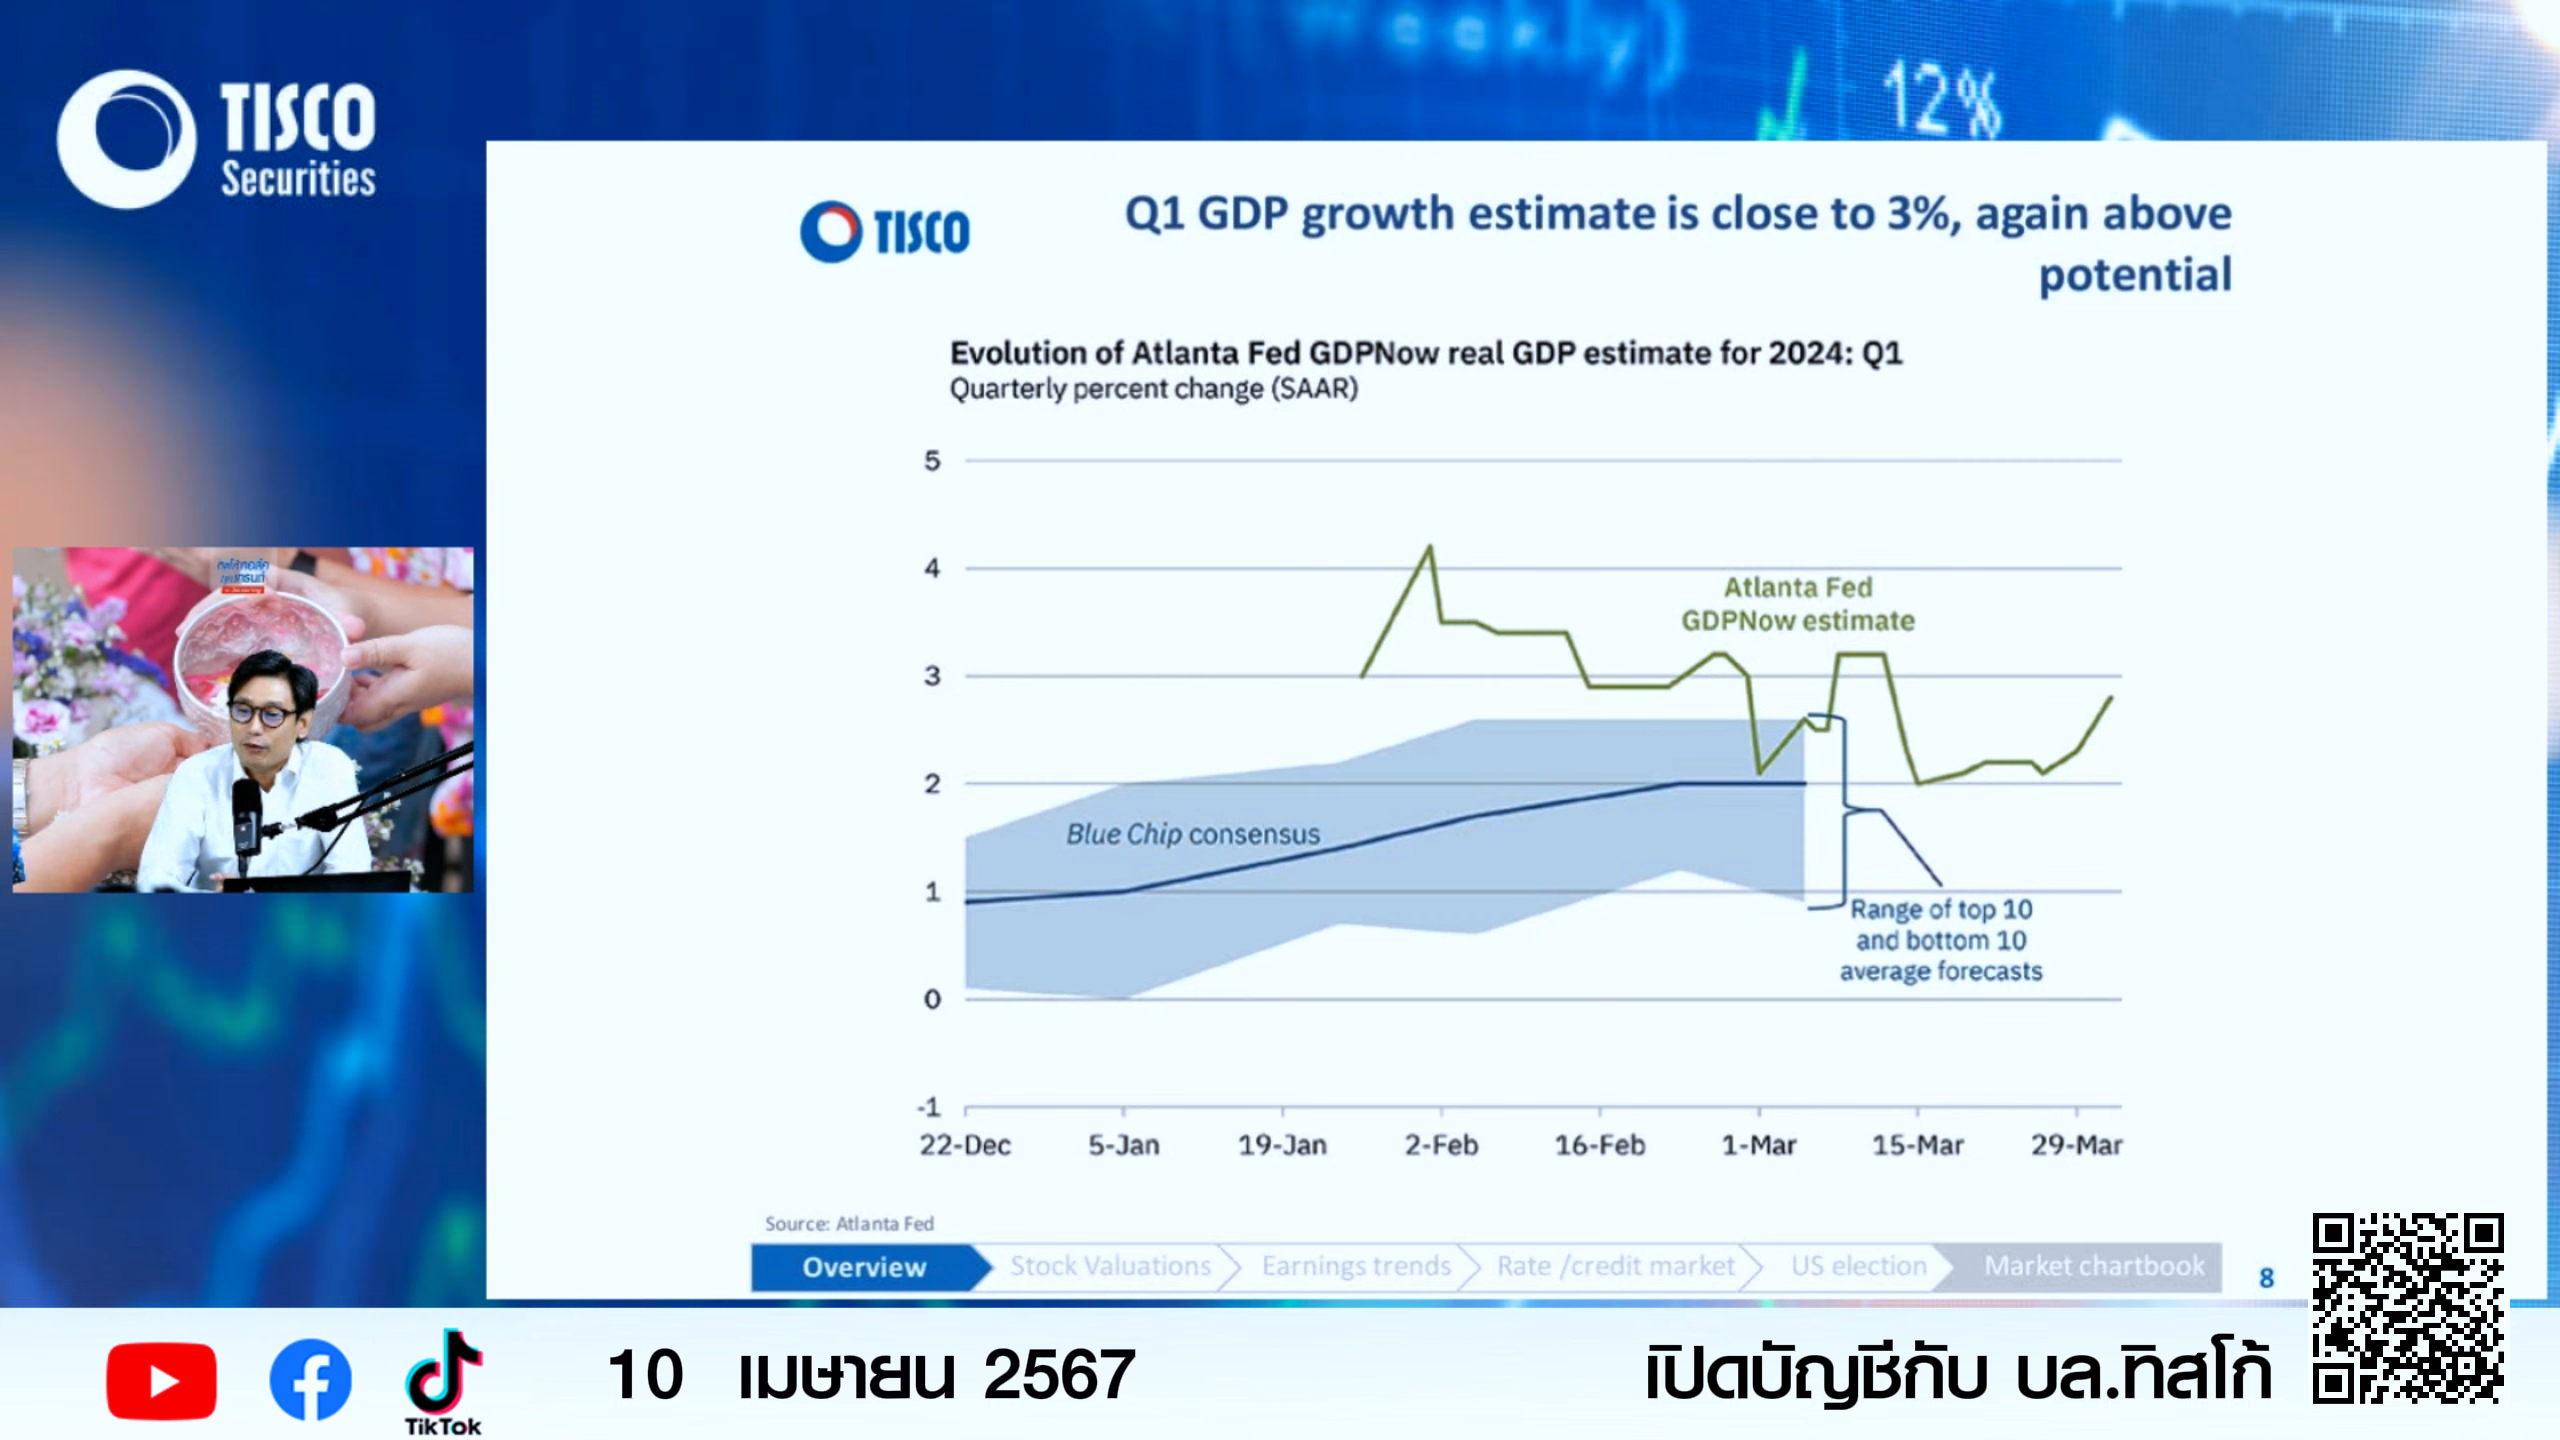 Weekly)
12%
TISCO
Securities
TISCO
Q1 GDP growth estimate is close to 3%, again above
potential
Evolution of Atlanta Fed GDPNow real GDP estimate for 2024: Q1
Quarterly percent change (SAAR)
5
4
3
2
1
0
-1
Atlanta Fed
GDPNow estimate
Blue Chip consensus
Range of top 10
and bottom 10
average forecasts
22-Dec 5-Jan 19-Jan 2-Feb 16-Feb 1-Mar 15-Mar 29-Mar
Source: Atlanta Fed
Overview Stock Valuations Earnings trends Rate /credit market US election Market chartbook 8
TikTok
10 เมษายน 2567
เปิดบัญชีกับ บล.ทิสโก้